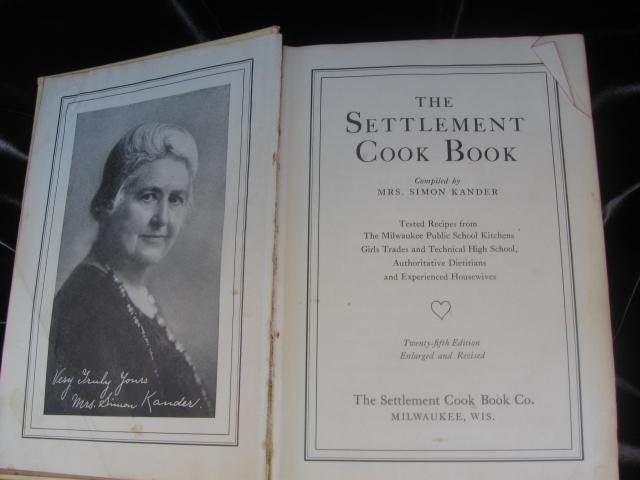 Very Truly Yours
Mrs. Simon Kander.
THE
SETTLEMENT
COOK BOOK
Compiled by
MRS. SIMON KANDER
Tested Recipes from
The Milwaukee Public School Kitchens
Girls Trades and Technical High School,
Authoritative Dietitians
and Experienced Housewives
Twenty-fifth Edition
Enlarged and Revised
The Settlement Cook Book Co.
MILWAUKEE, WIS.